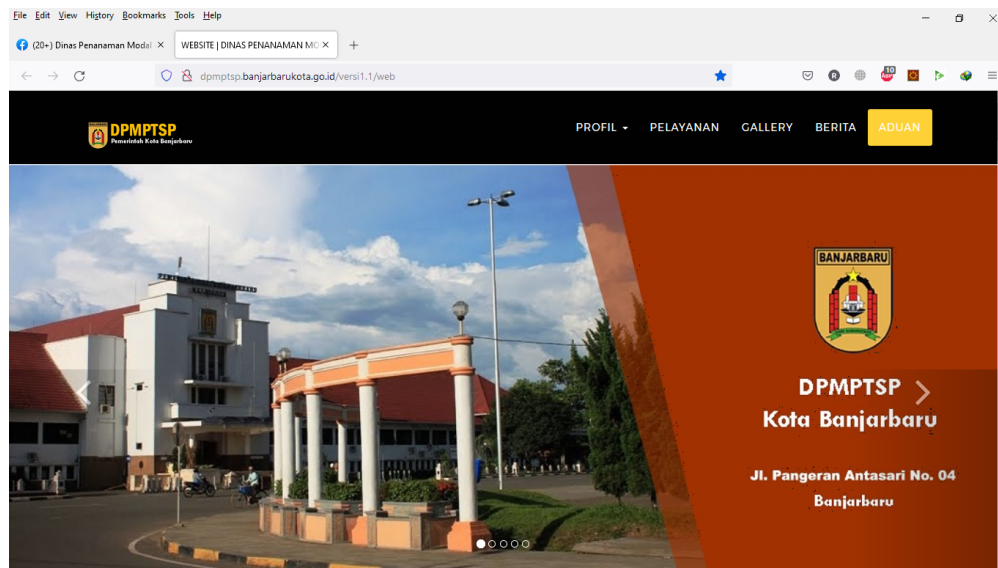 File Edit View History Bookmarks Tools Help
(20+) Dinas Penanaman Modal
WEBSITE | DINAS PENANAMAN MO
dpmptsp.banjarbarukota.go.id/versi1.1/web
10
R
DPMPTSP
Pemerintah Kota Banjarbaru
PROFIL PELAYANAN GALLERY BERITA ADUAN
BANJARBARU
DPMPTSP
Kota Banjarbaru
Jl. Pangeran Antasari No. 04
Banjarbaru